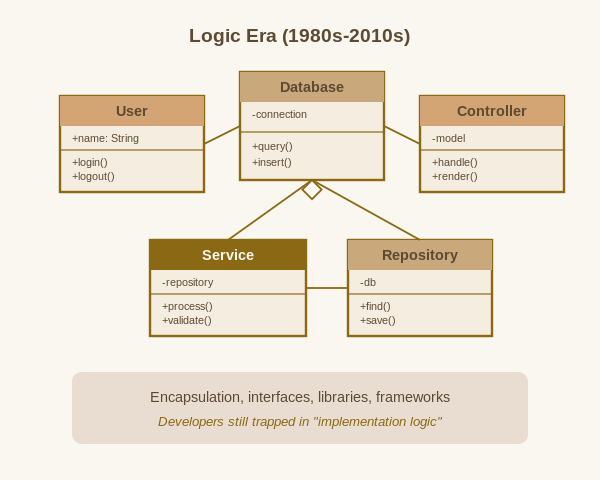 Logic Era (1980s-2010s)
Database
-connection
+query()
+insert()
User
+name: String
+login()
+logout()
Controller
-model
+handle()
+render()
Service
-repository
+process()
+validate()
Repository
-db
+find()
+save()
Encapsulation, interfaces, libraries, frameworks
Developers still trapped in "implementation logic"